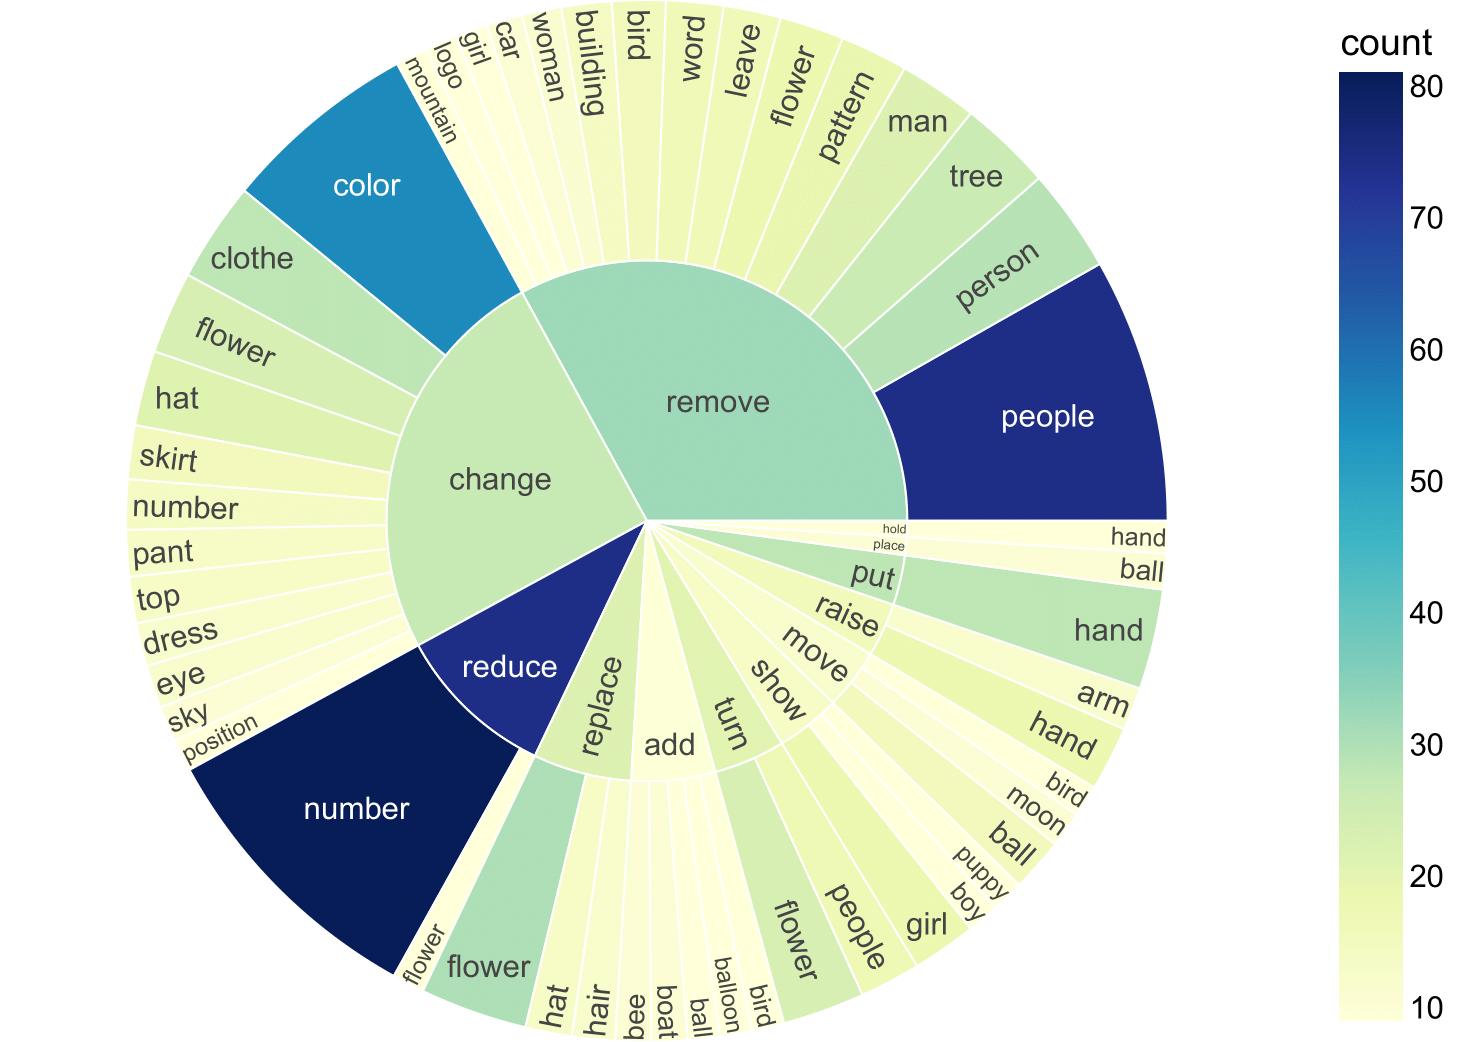 count
80
70
60
50
40
30
20
10
remove
people
person
tree
man
pattern
flower
leave
word
bird
building
woman
car
girl
logo
mountain
change
color
clothe
flower
hat
skirt
number
pant
top
dress
eye
sky
position
reduce
number
flower
replace
flower
hat
hair
add
bee
boat
ball
balloon
bird
turn
flower
people
show
girl
boy
puppy
move
ball
moon
bird
raise
hand
arm
put
hand
place
ball
hold
hand